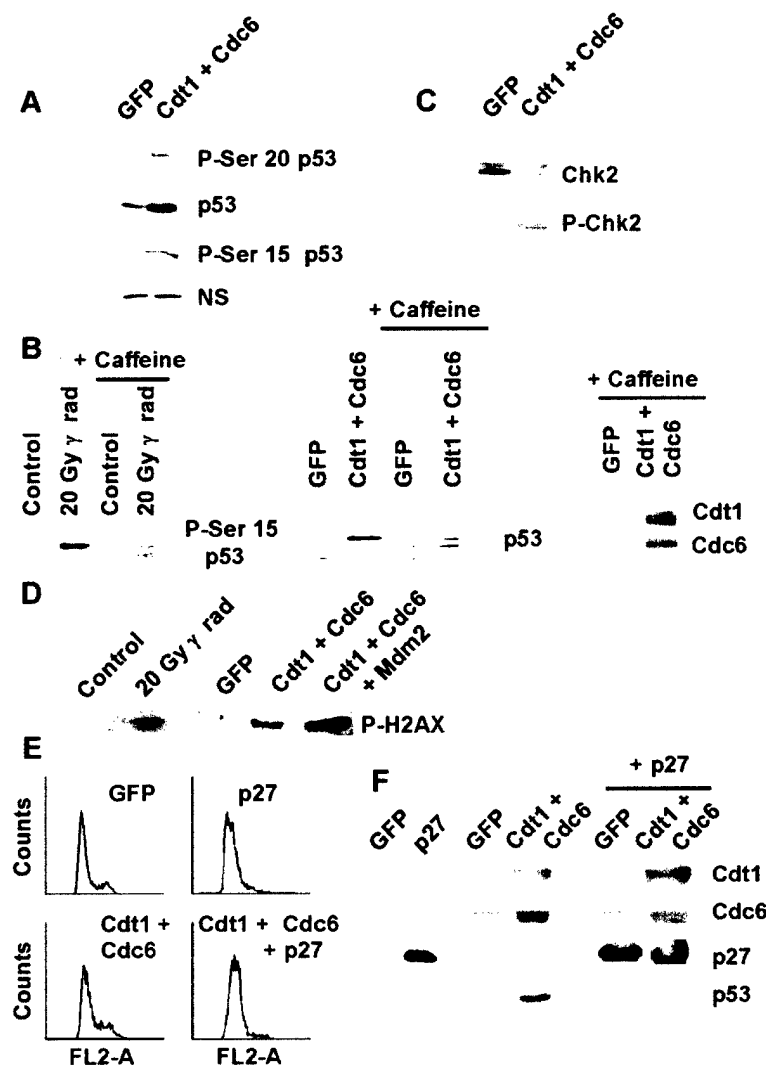 A
GFP
Cdt1 + Cdc6
P-Ser 20 p53
p53
P-Ser 15 p53
NS
C
GFP
Cdt1 + Cdc6
Chk2
P-Chk2
B
+ Caffeine
Control
20 Gy γ rad
Control
20 Gy γ rad
P-Ser 15
p53
+ Caffeine
GFP
Cdt1 + Cdc6
GFP
Cdt1 + Cdc6
p53
+ Caffeine
GFP
Cdt1 +
Cdc6
Cdt1
Cdc6
D
Control
20 Gy γ rad
GFP
Cdt1 + Cdc6
Cdt1 + Cdc6
+ Mdm2
P-H2AX
E
Counts
GFP
p27
Counts
Cdt1 +
Cdc6
Cdt1 + Cdc6
+ p27
FL2-A
FL2-A
F
GFP
p27
GFP
Cdt1 +
Cdc6
+ p27
GFP
Cdt1 +
Cdc6
Cdt1
Cdc6
p27
p53